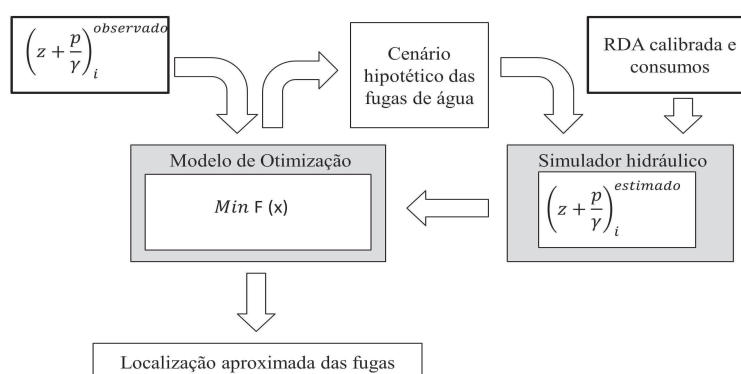 (z + p/γ)_i^observado
Cenário
hipotético das
fugas de água
RDA calibrada e
consumos
Modelo de Otimização
Min F (x)
Simulador hidráulico
(z + p/γ)_i^estimado
Localização aproximada das fugas